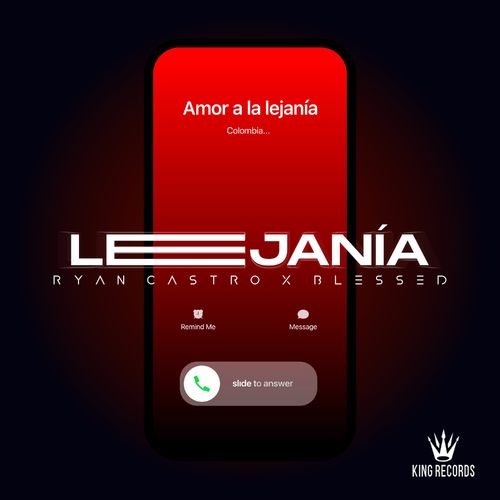 Amor a la lejanía
Colombia...
LEJANÍA
RYAN CASTRO X BLESSED
Remind Me Message
slide to answer
KING RECORDS